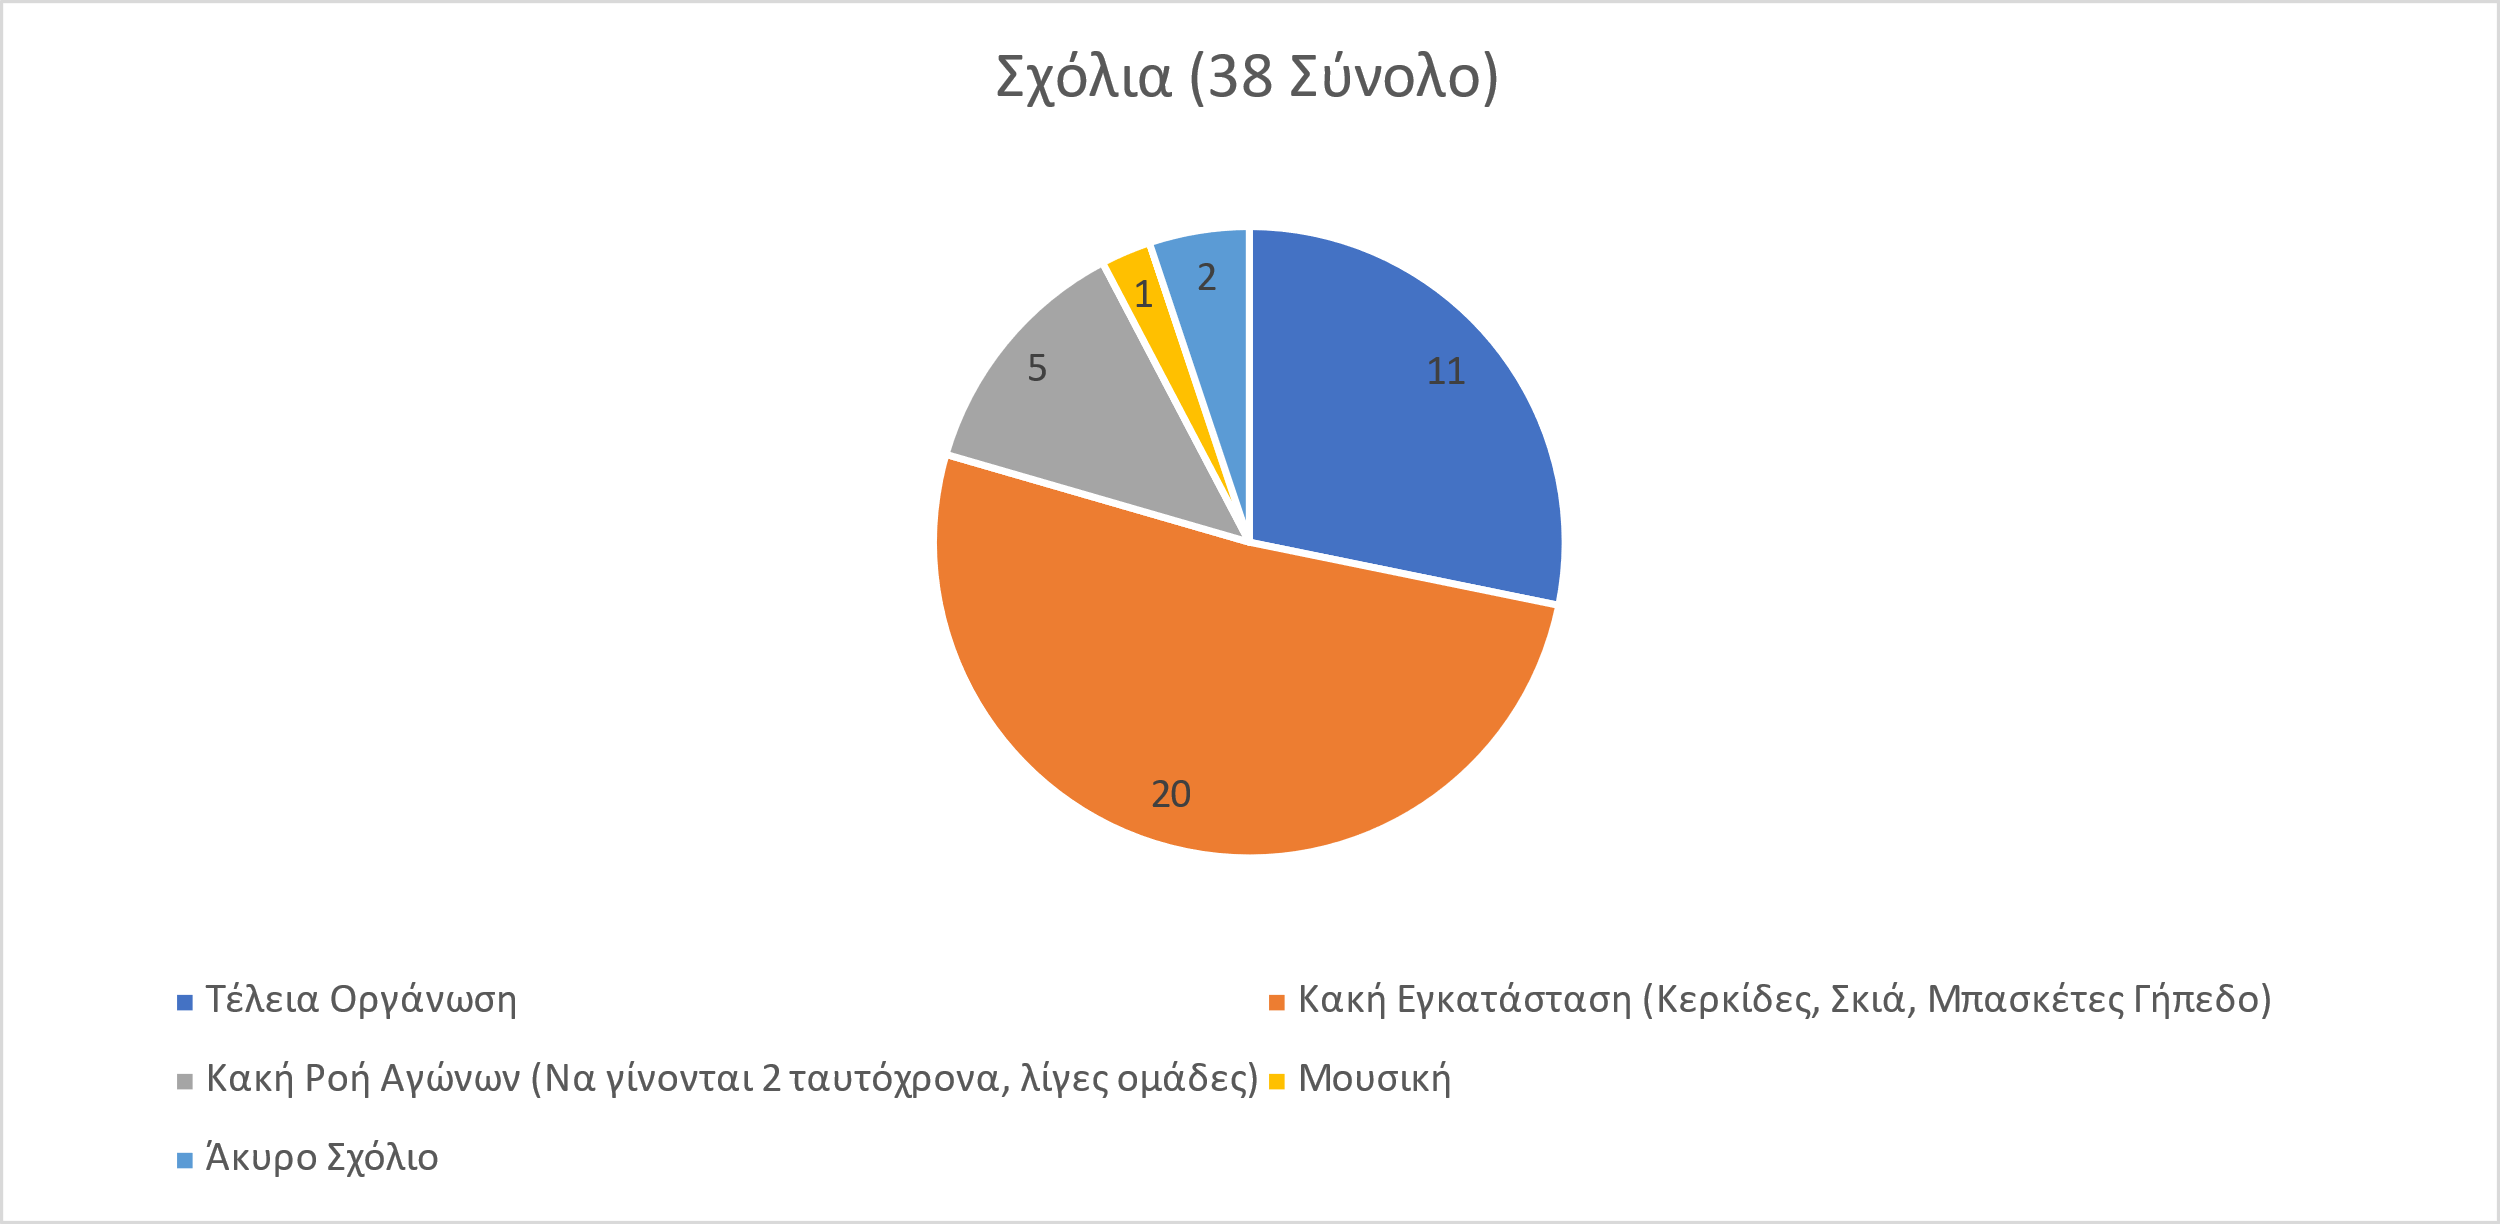 Σχόλια (38 Σύνολο)
2
1
11
5
20
Τέλεια Οργάνωση
Κακή Εγκατάσταση (Κερκίδες, Σκιά, Μπασκέτες Γήπεδο)
Κακή Ροή Αγώνων (Να γίνονται 2 ταυτόχρονα, λίγες ομάδες)
Μουσική
Άκυρο Σχόλιο